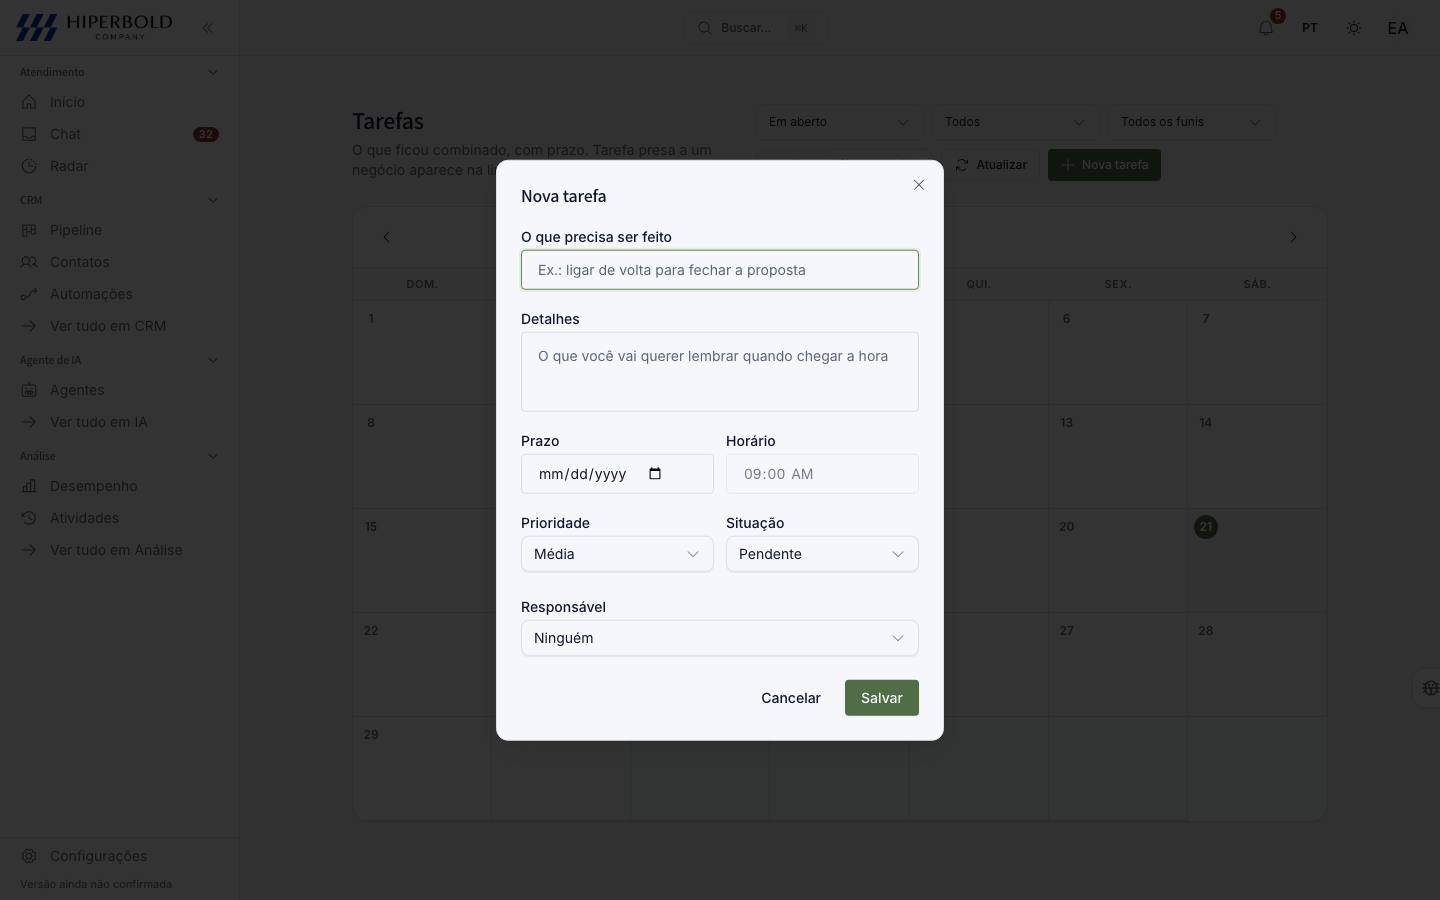 HIPERBOLD
COMPANY
Buscar...
⌘K
5
PT
EA
Atendimento
Início
Chat
32
Radar
CRM
Pipeline
Contatos
Automações
Ver tudo em CRM
Agente de IA
Agentes
Ver tudo em IA
Análise
Desempenho
Atividades
Ver tudo em Análise
Configurações
Versão ainda não confirmada
Tarefas
O que ficou combinado, com prazo. Tarefa presa a um
negócio aparece na
Em aberto
Todos
Todos os funis
Atualizar
Nova tarefa
DOM.
QUI.
SEX.
SÁB.
1
6
7
8
13
14
15
20
21
22
27
28
29
Nova tarefa
O que precisa ser feito
Ex.: ligar de volta para fechar a proposta
Detalhes
O que você vai querer lembrar quando chegar a hora
Prazo
Horário
mm/dd/yyyy
09:00 AM
Prioridade
Situação
Média
Pendente
Responsável
Ninguém
Cancelar
Salvar